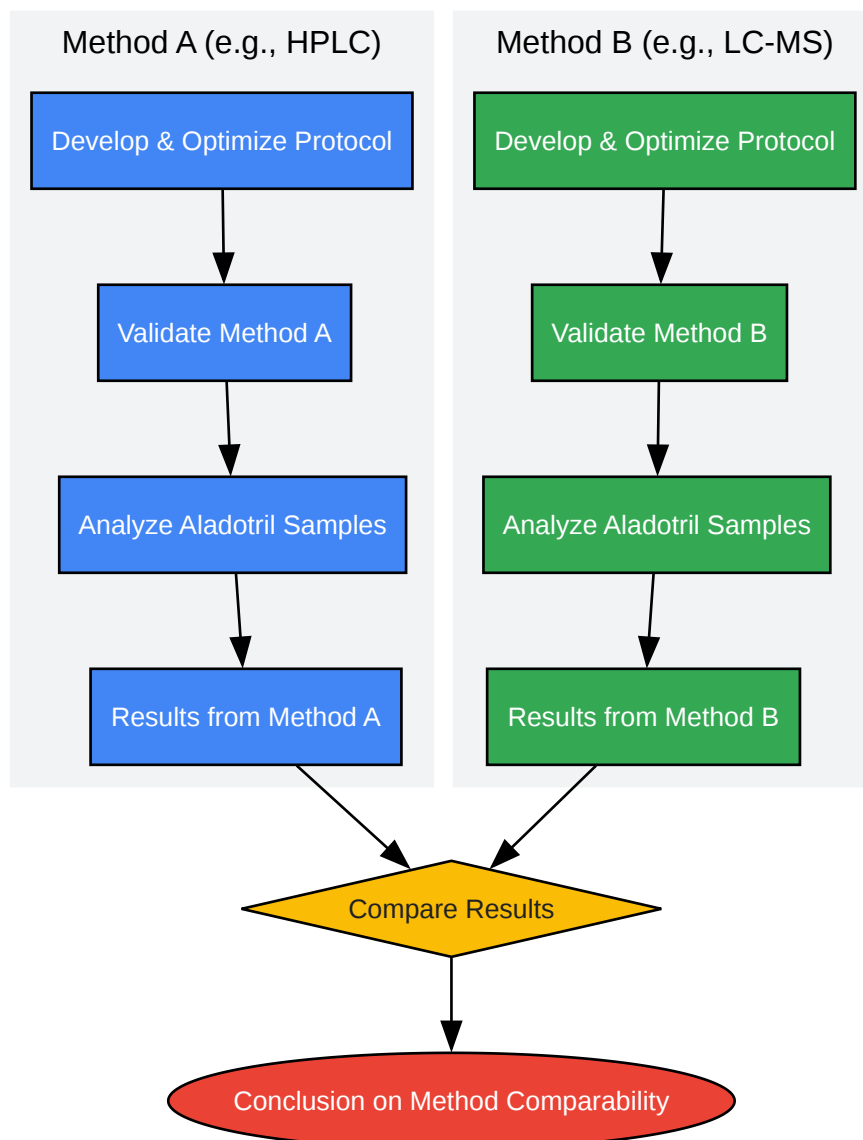 Method A (e.g., HPLC)
Develop & Optimize Protocol
Validate Method A
Analyze Aladotril Samples
Results from Method A
Method B (e.g., LC-MS)
Develop & Optimize Protocol
Validate Method B
Analyze Aladotril Samples
Results from Method B
Compare Results
Conclusion on Method Comparability